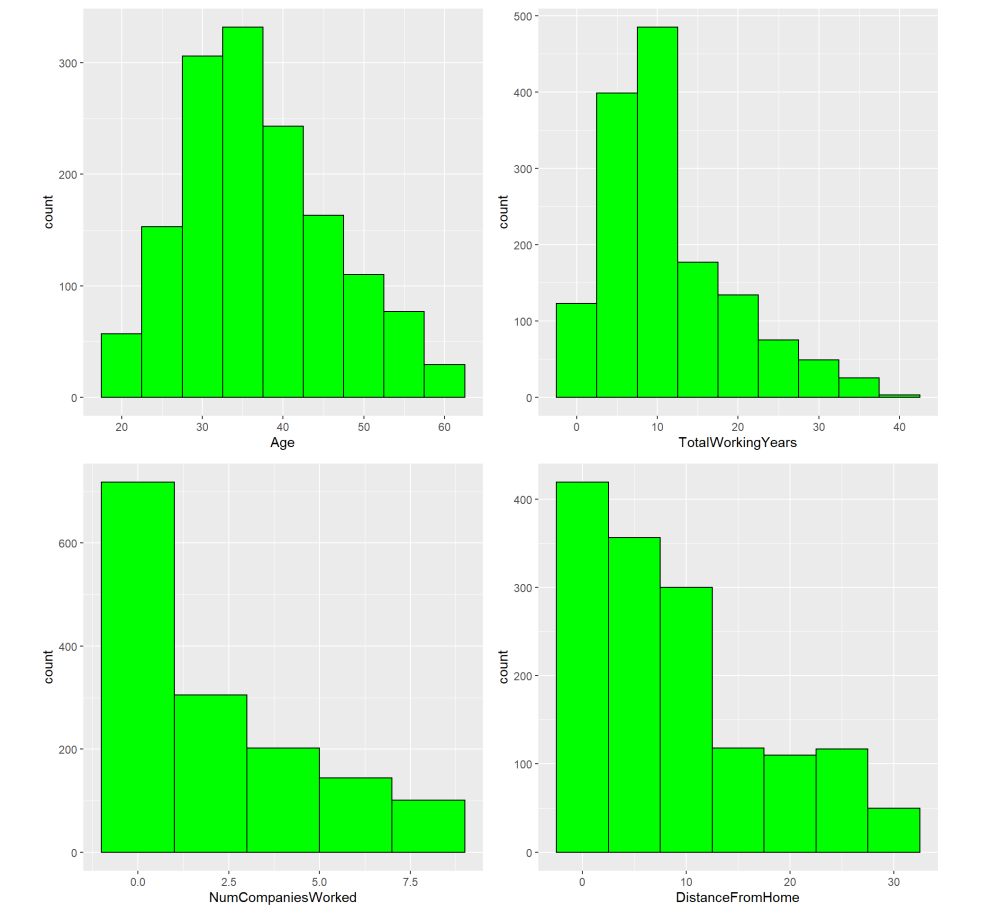 count
300
200
100
0
20 30 40 50 60
Age
count
500
400
300
200
100
0
0 10 20 30 40
TotalWorkingYears
count
600
400
200
0
0.0 2.5 5.0 7.5
NumCompaniesWorked
count
400
300
200
100
0
0 10 20 30
DistanceFromHome